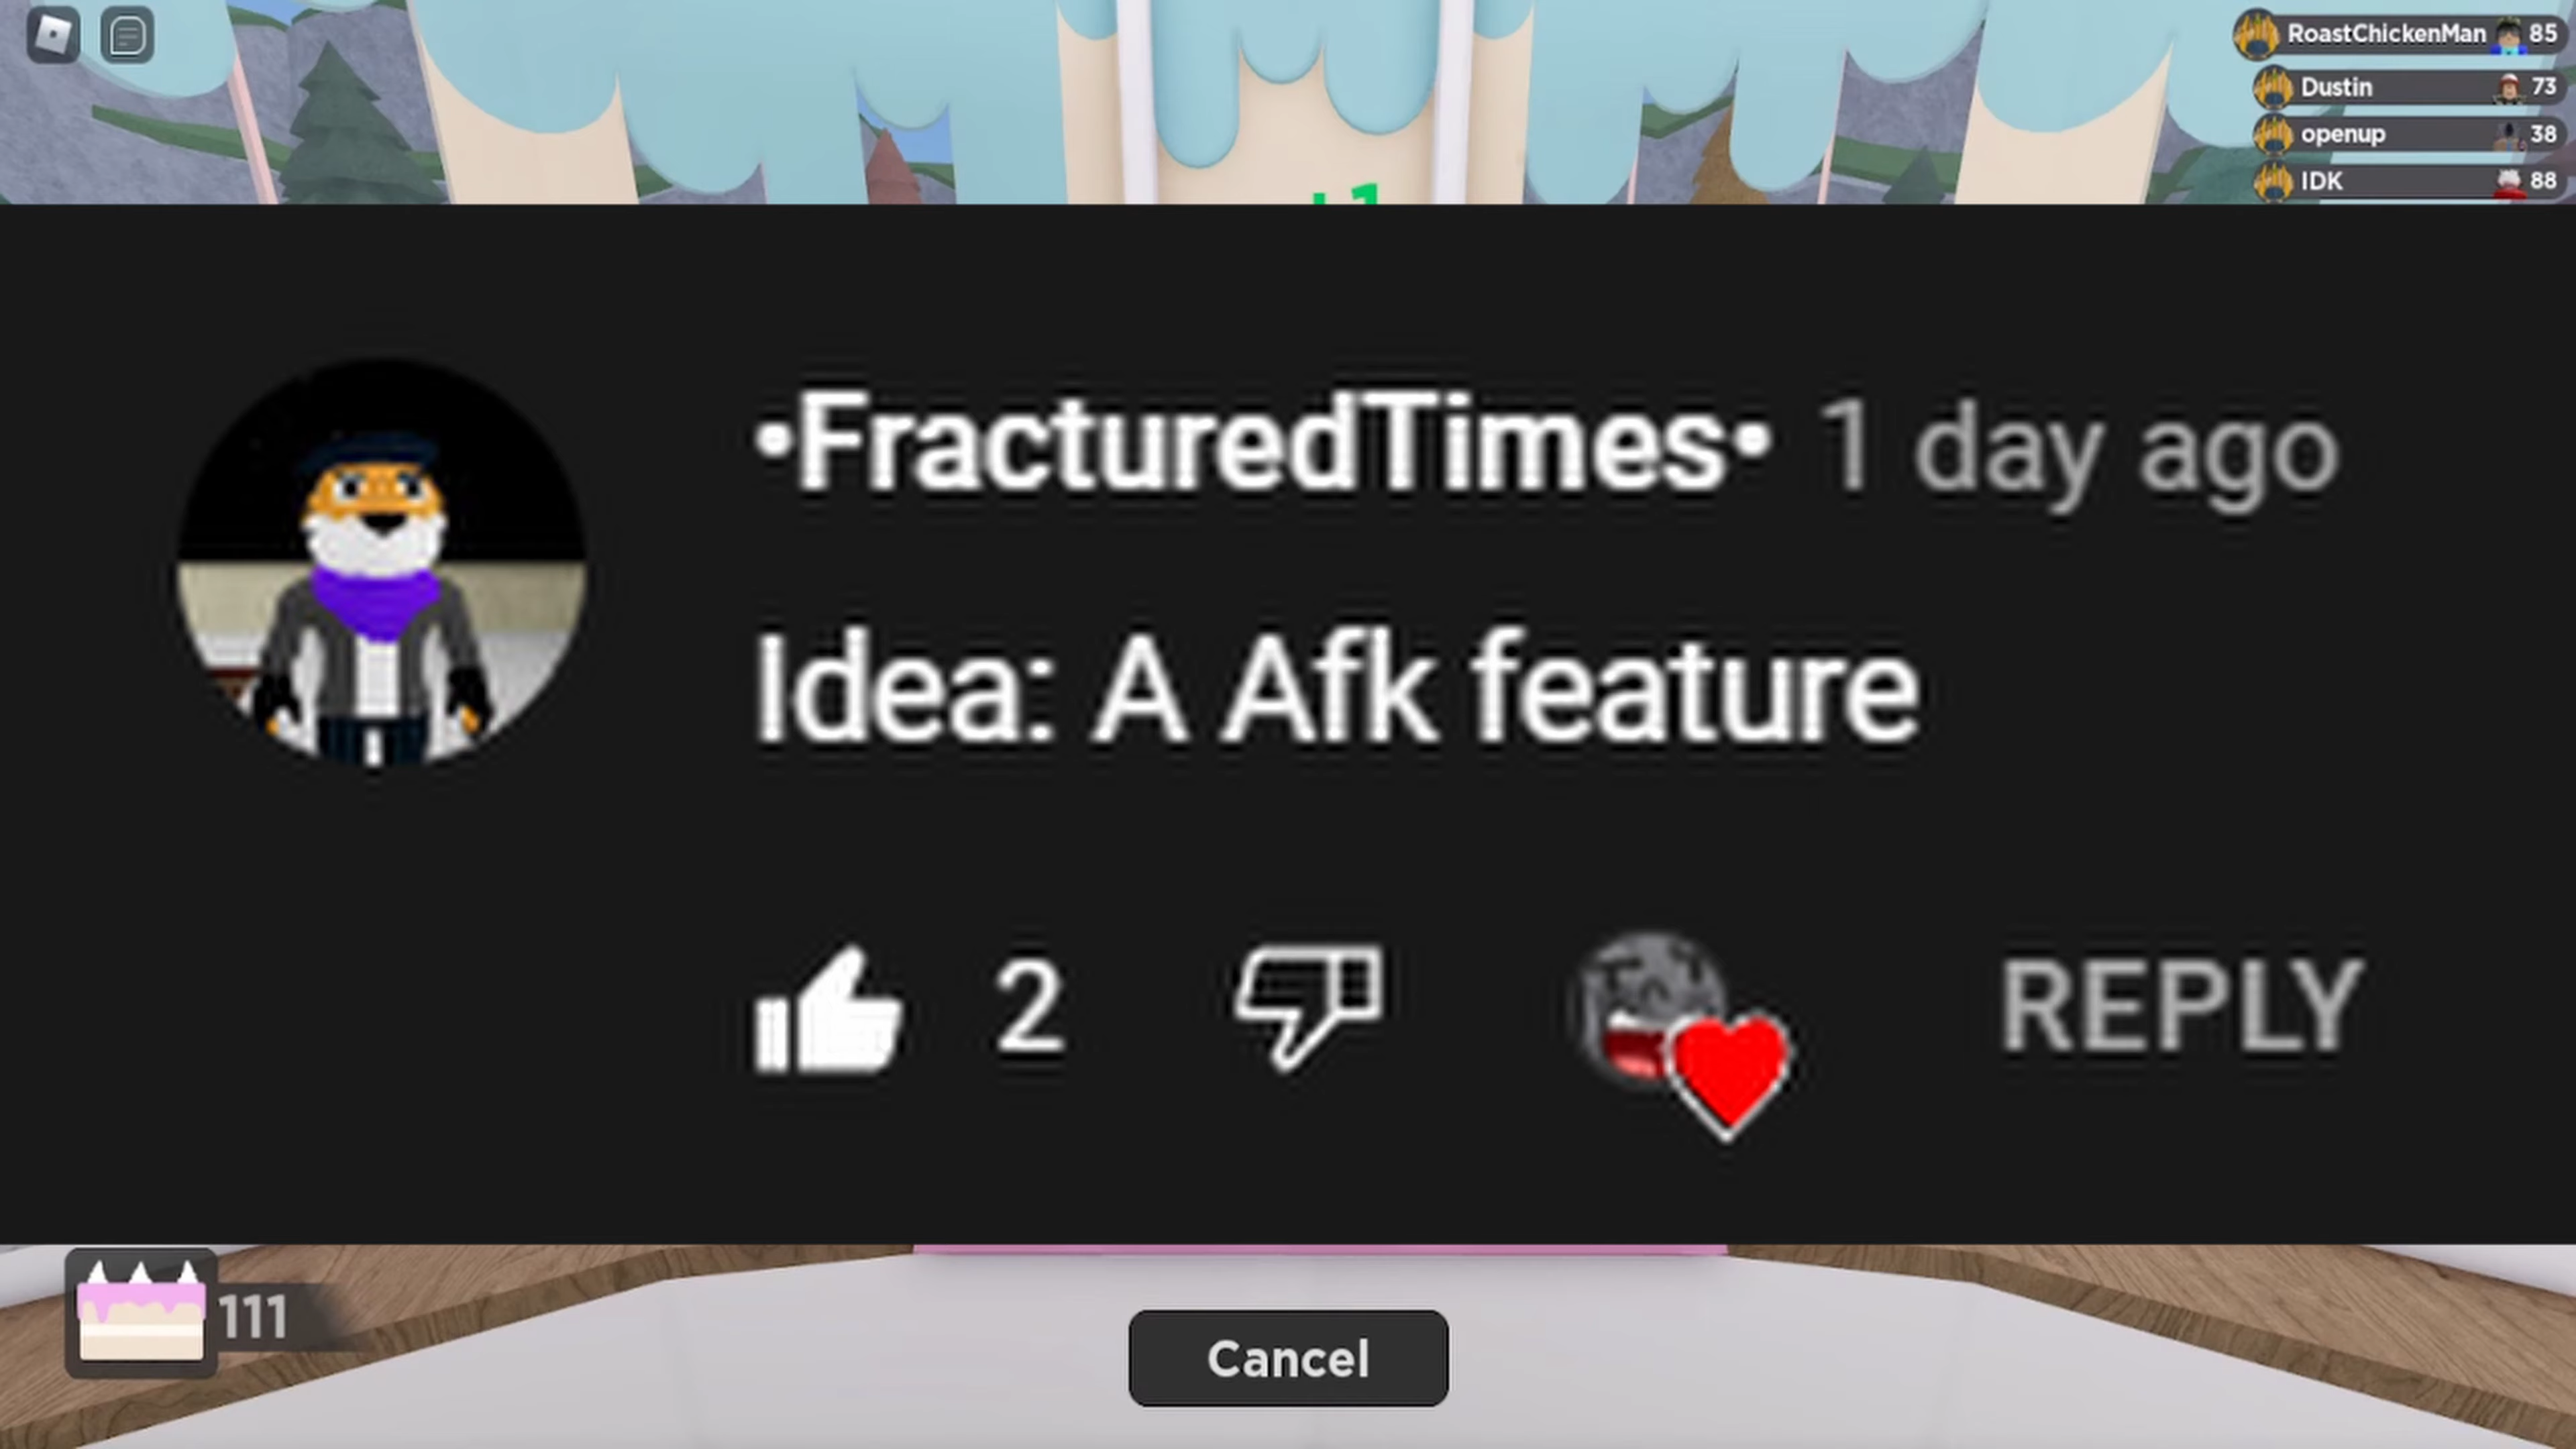 RoastChickenMan 85
Dustin 73
openup 38
IDK 88
+1
•FracturedTimes• 1 day ago
Idea: A Afk feature
2 REPLY
111
Cancel